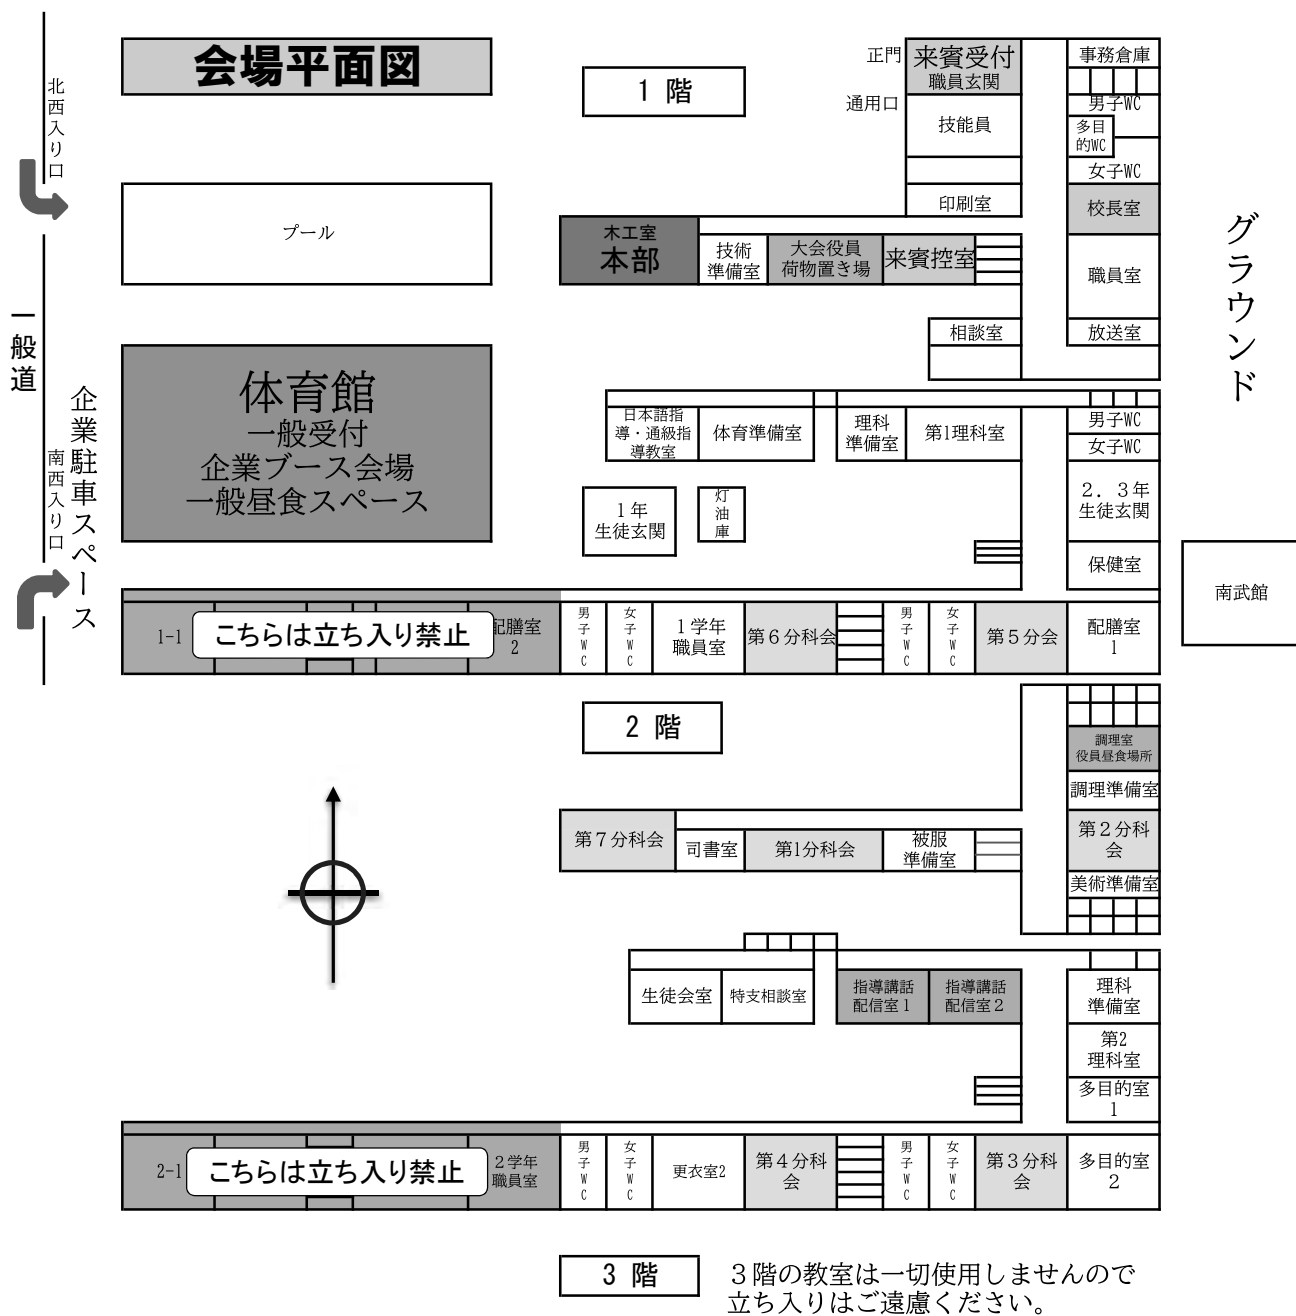 会場平面図
1 階
北西入り口
一般道
企業駐車スペース
南西入り口
プール
体育館
一般受付
企業ブース会場
一般昼食スペース
正門
来賓受付
職員玄関
通用口
技能員
印刷室
事務倉庫
男子WC
多目
的WC
女子WC
校長室
職員室
放送室
グラウンド
木工室
本部
技術
準備室
大会役員
荷物置き場
来賓控室
相談室
日本語指
導・通級指
導教室
体育準備室
理科
準備室
第1理科室
男子WC
女子WC
1年
生徒玄関
灯油庫
2．3年
生徒玄関
保健室
南武館
1-1
こちらは立ち入り禁止
配膳室
2
男子WC
女子WC
1学年
職員室
第6分科会
男子WC
女子WC
第5分会
配膳室
1
2 階
調理室
役員昼食場所
調理準備室
第2分科
会
美術準備室
第7分科会
司書室
第1分科会
被服
準備室
生徒会室
特支相談室
指導講話
配信室1
指導講話
配信室2
理科
準備室
第2
理科室
多目的室
1
2-1
こちらは立ち入り禁止
2学年
職員室
男子WC
女子WC
更衣室2
第4分科
会
男子WC
女子WC
第3分科
会
多目的室
2
3 階
3階の教室は一切使用しませんので
立ち入りはご遠慮ください。